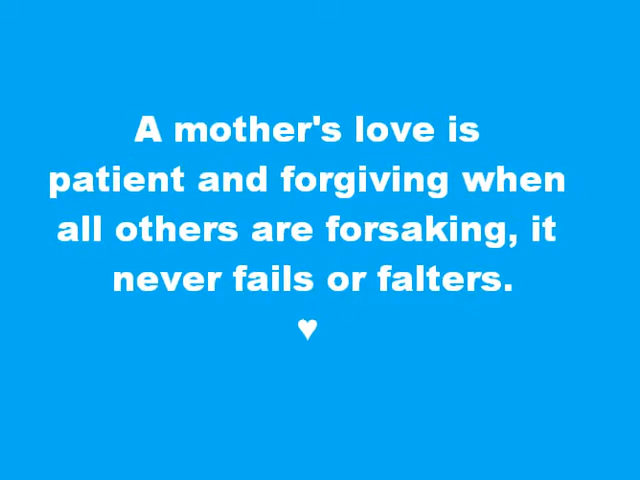 A mother's love is
patient and forgiving when
all others are forsaking, it
never fails or falters.
♥